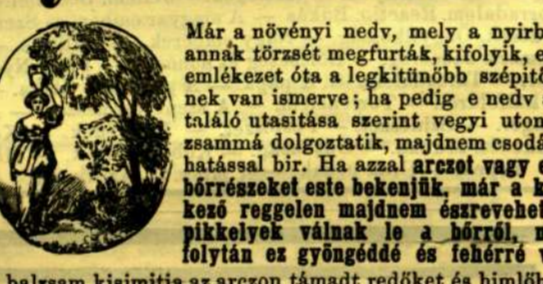 Már a növényi nedv, mely a nyirb
annak törzsét megfurták, kifolyik, e
emlékezet óta a legkitünőbb szépitő
nek van ismerve; ha pedig e nedv
találó utasitása szerint vegyi uton
zsammá dolgoztatik, majdnem csodá
hatással bir. Ha azzal arczot vagy e
bőrrészeket este bekenjük, már a k
kező reggelen majdnem észrevehet
pikkelyek válnak le a bőrről, m
folytán ez gyöngéddé és fehérré v
balzsam kisimitja az arczon támadt redőket és himlőh